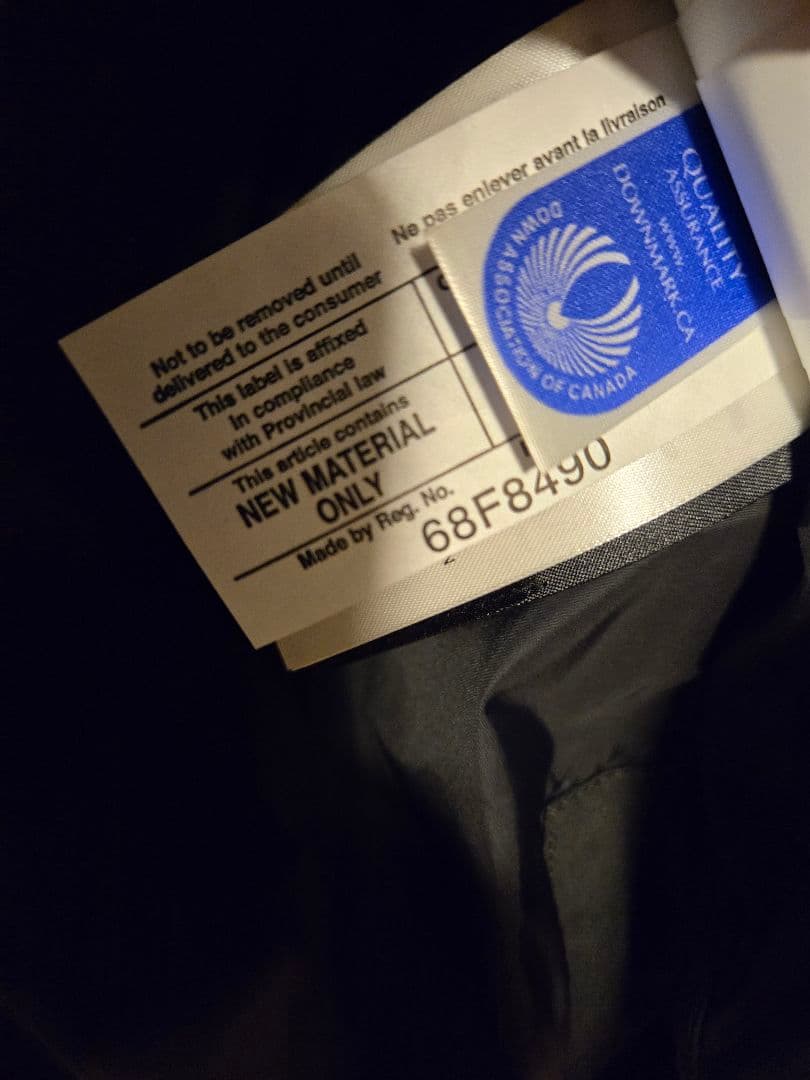 Not to be removed until
delivered to the consumer
Ne pas enlever avant la livraison
This label is affixed
in compliance
with Provincial law
This article contains
NEW MATERIAL
ONLY
Made by Reg. No.
68F8490
DOWN ASSOCIATION OF CANADA
QUALITY
ASSURANCE
www.
DOWNMARK.CA